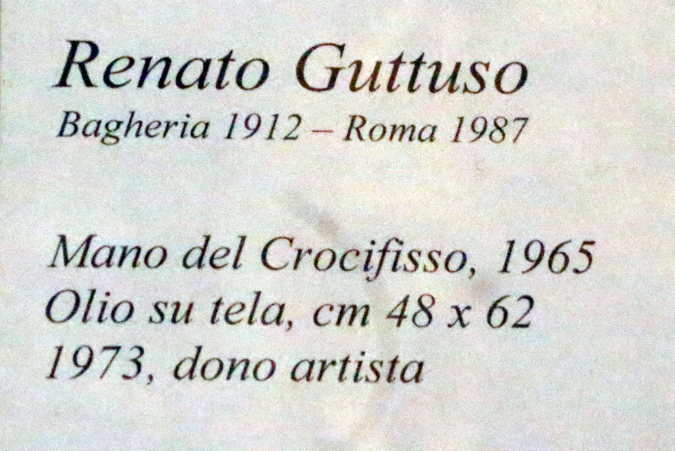 Renato Guttuso
Bagheria 1912 – Roma 1987
Mano del Crocifisso, 1965
Olio su tela, cm 48 x 62
1973, dono artista